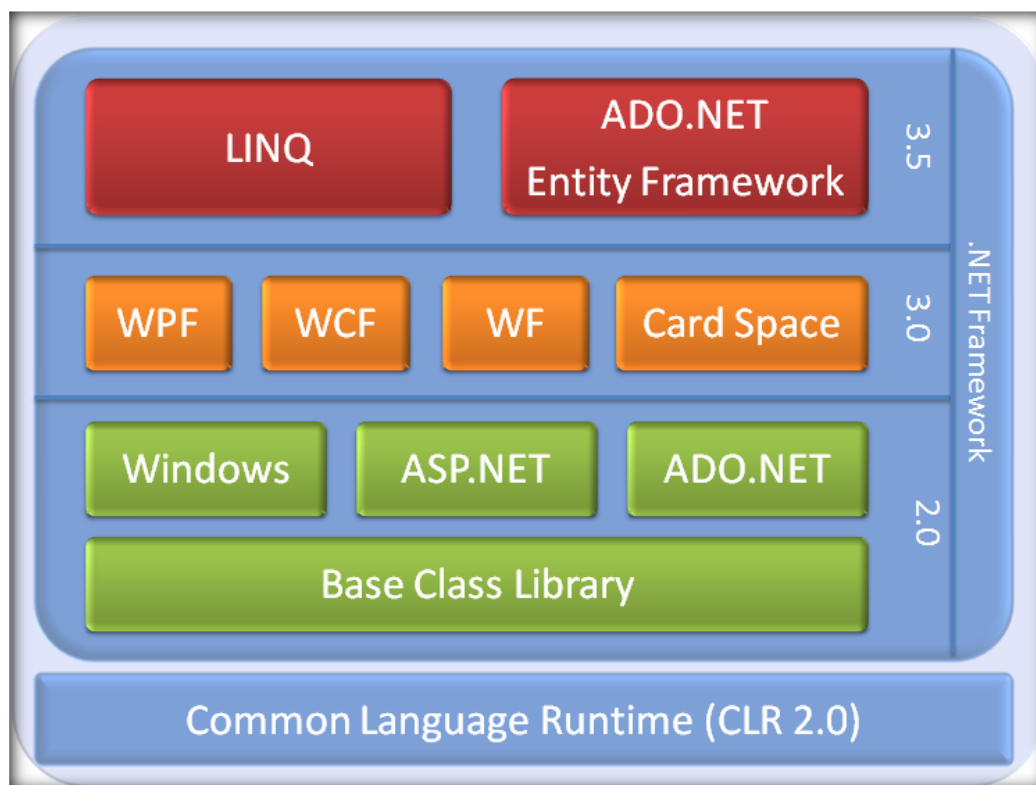 LINQ
ADO.NET
Entity Framework
3.5
WPF
WCF
WF
Card Space
3.0
.NET Framework
Windows
ASP.NET
ADO.NET
2.0
Base Class Library
Common Language Runtime (CLR 2.0)